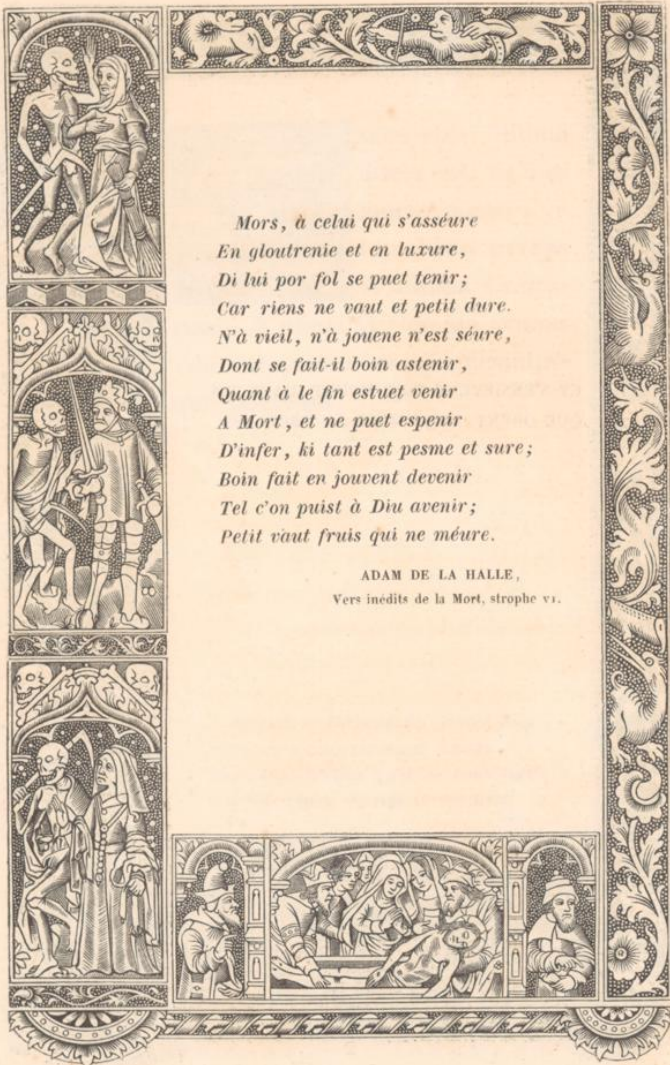 Mors, à celui qui s'asséure
En gloutrenie et en luxure,
Di lui por fol se puet tenir;
Car riens ne vaut et petit dure.
N'à vieil, n'à jouene n'est séure,
Dont se fait-il boin astenir,
Quant à le fin estuet venir
A Mort, et ne puet espenir
D'infer, ki tant est pesme et sure;
Boin fait en jouvent devenir
Tel c'on puist à Diu avenir;
Petit vaut fruis qui ne méure.
ADAM DE LA HALLE,
Vers inédits de la Mort, strophe VI.